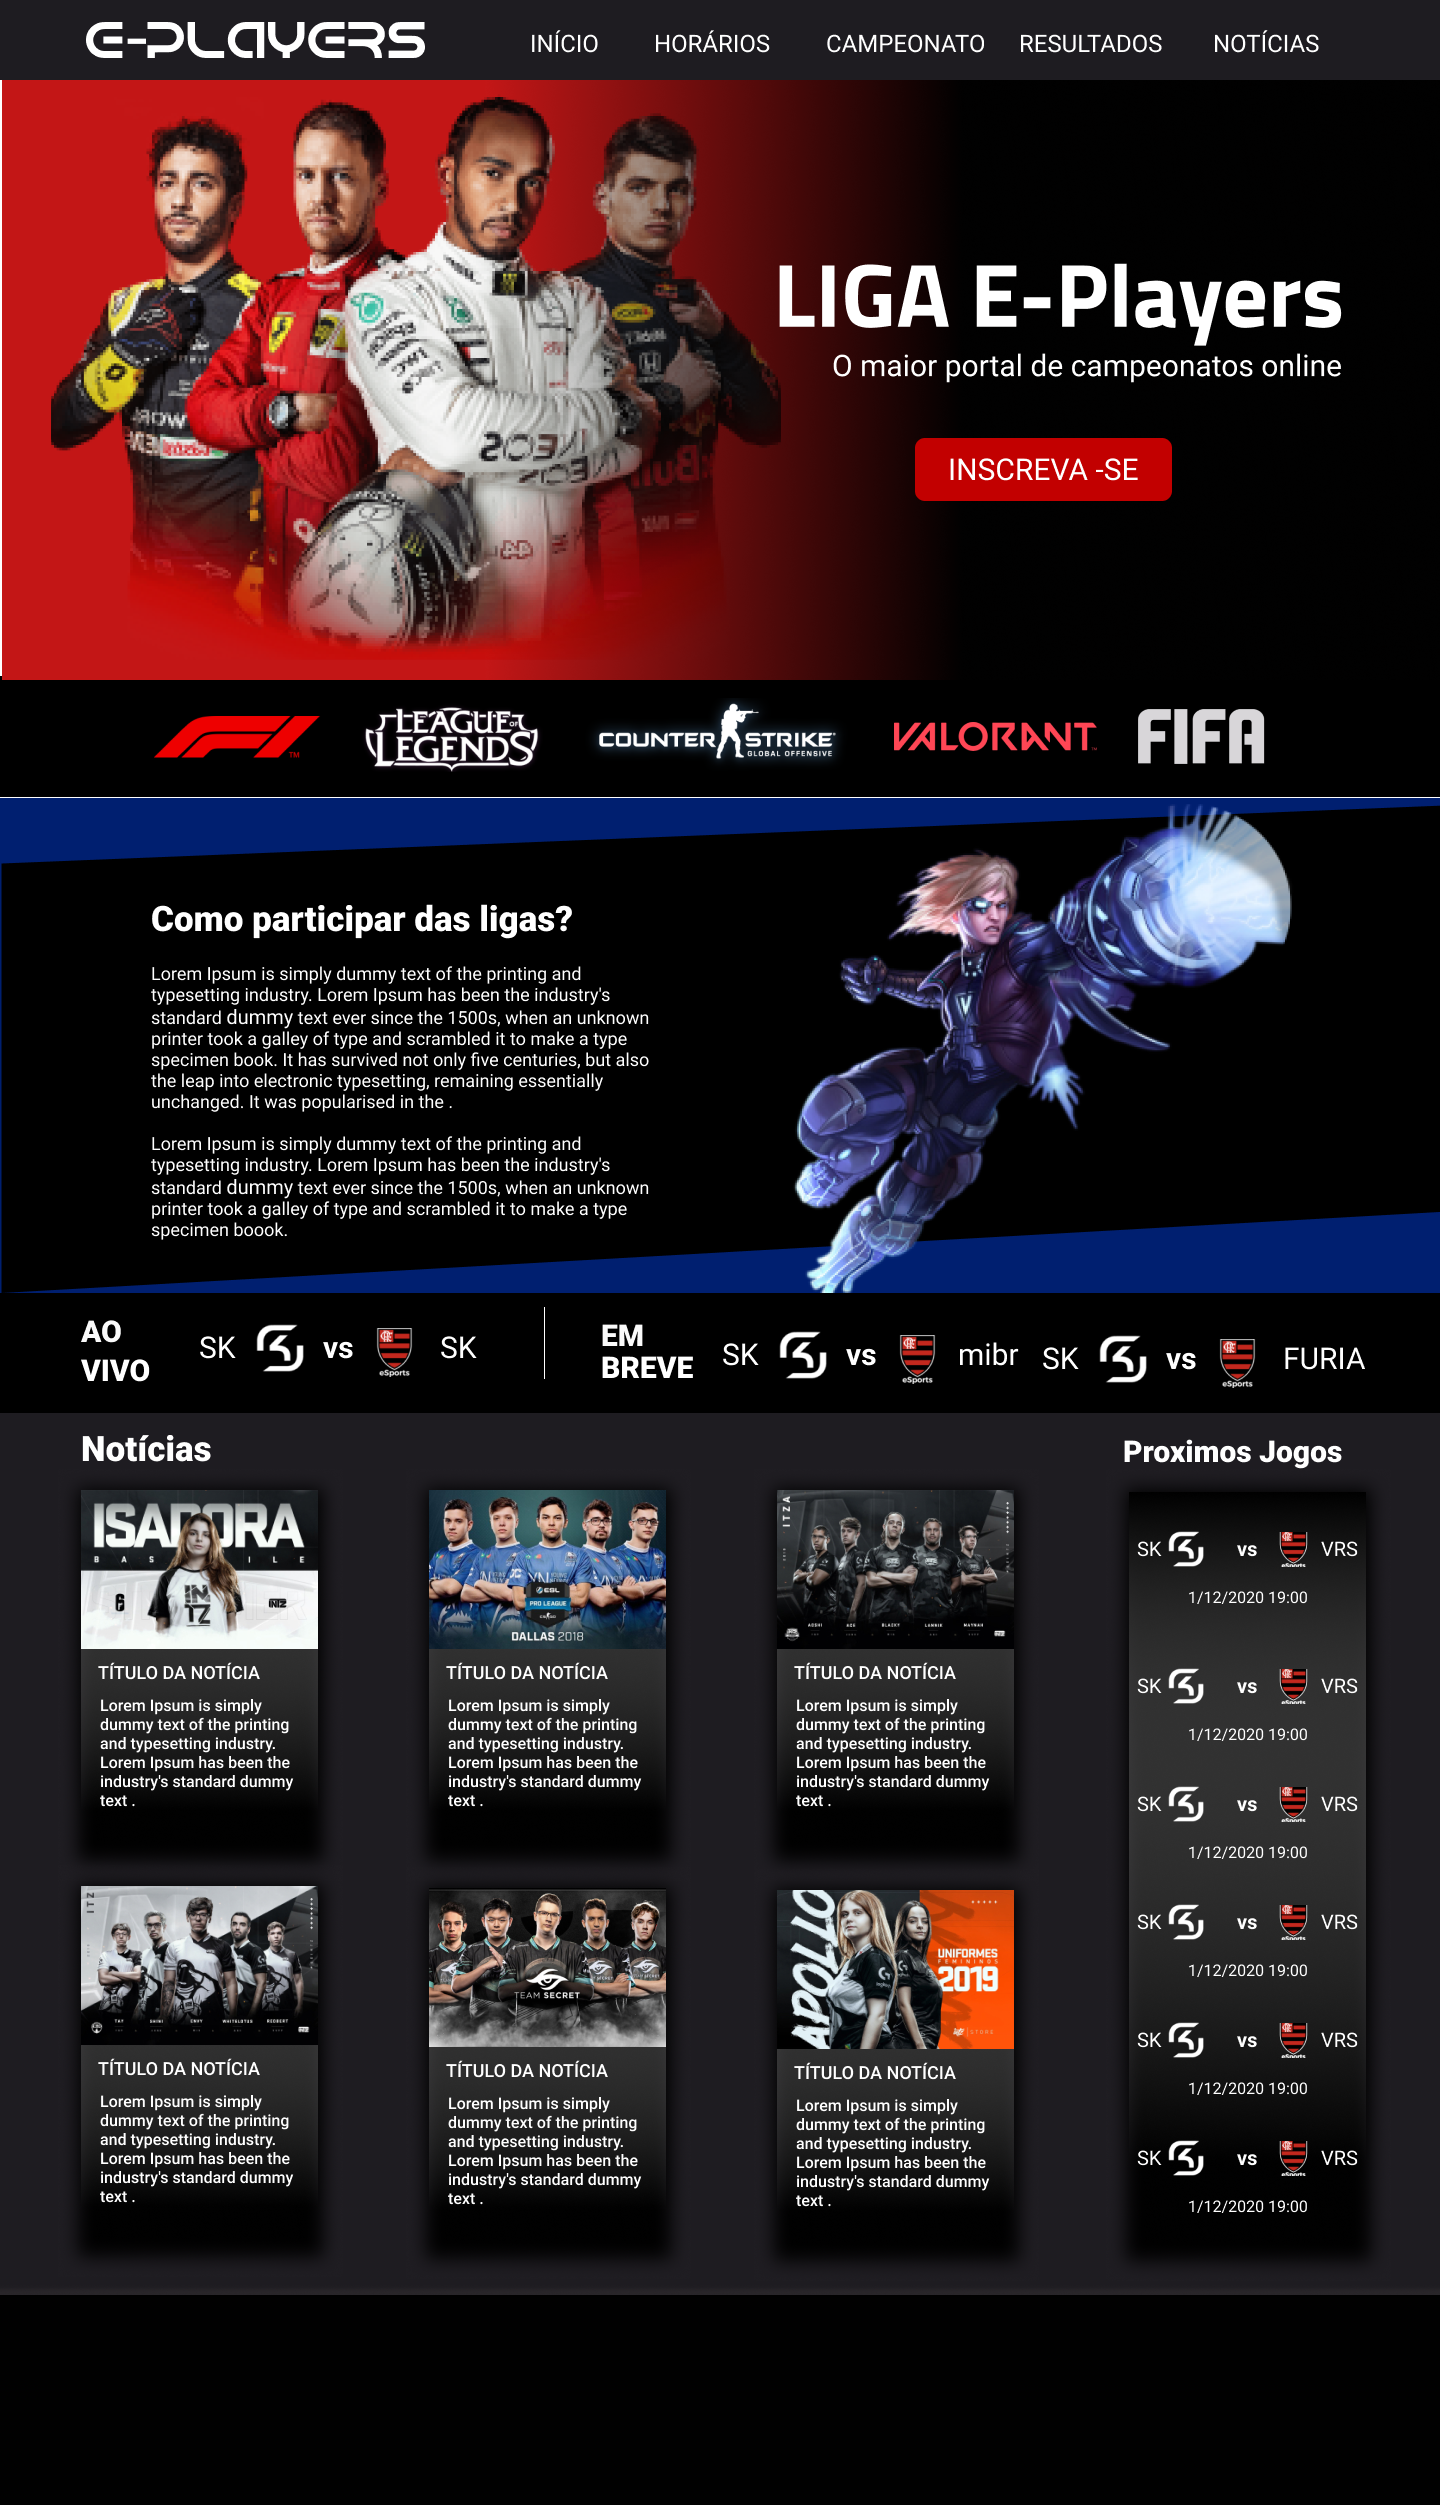 E-PLAYERS
INÍCIO HORÁRIOS CAMPEONATO RESULTADOS NOTÍCIAS
LIGA E-Players
O maior portal de campeonatos online
INSCREVA -SE
LEAGUE OF LEGENDS
COUNTER STRIKE
GLOBAL OFFENSIVE
VALORANT
FIFA
Como participar das ligas?
Lorem Ipsum is simply dummy text of the printing and
typesetting industry. Lorem Ipsum has been the industry's
standard dummy text ever since the 1500s, when an unknown
printer took a galley of type and scrambled it to make a type
specimen book. It has survived not only five centuries, but also
the leap into electronic typesetting, remaining essentially
unchanged. It was popularised in the .
Lorem Ipsum is simply dummy text of the printing and
typesetting industry. Lorem Ipsum has been the industry's
standard dummy text ever since the 1500s, when an unknown
printer took a galley of type and scrambled it to make a type
specimen boook.
AO
VIVO
SK vs eSports SK
EM
BREVE
SK vs eSports mibr
SK vs eSports FURIA
Notícias
ISADORA
BASILE
6
INTZ
INTZ
TÍTULO DA NOTÍCIA
Lorem Ipsum is simply
dummy text of the printing
and typesetting industry.
Lorem Ipsum has been the
industry's standard dummy
text .
ESL
PRO LEAGUE
DALLAS 2018
TÍTULO DA NOTÍCIA
Lorem Ipsum is simply
dummy text of the printing
and typesetting industry.
Lorem Ipsum has been the
industry's standard dummy
text .
ITZA
TÍTULO DA NOTÍCIA
Lorem Ipsum is simply
dummy text of the printing
and typesetting industry.
Lorem Ipsum has been the
industry's standard dummy
text .
ITZ
TAY SHINI ENVY WHITELOTUS REDBERT
TÍTULO DA NOTÍCIA
Lorem Ipsum is simply
dummy text of the printing
and typesetting industry.
Lorem Ipsum has been the
industry's standard dummy
text .
TEAM SECRET
TÍTULO DA NOTÍCIA
Lorem Ipsum is simply
dummy text of the printing
and typesetting industry.
Lorem Ipsum has been the
industry's standard dummy
text .
APOLLO
UNIFORMES
FEMININOS
2019
STORE
TÍTULO DA NOTÍCIA
Lorem Ipsum is simply
dummy text of the printing
and typesetting industry.
Lorem Ipsum has been the
industry's standard dummy
text .
Proximos Jogos
SK vs VRS
1/12/2020 19:00
SK vs VRS
1/12/2020 19:00
SK vs VRS
1/12/2020 19:00
SK vs VRS
1/12/2020 19:00
SK vs VRS
1/12/2020 19:00
SK vs VRS
1/12/2020 19:00